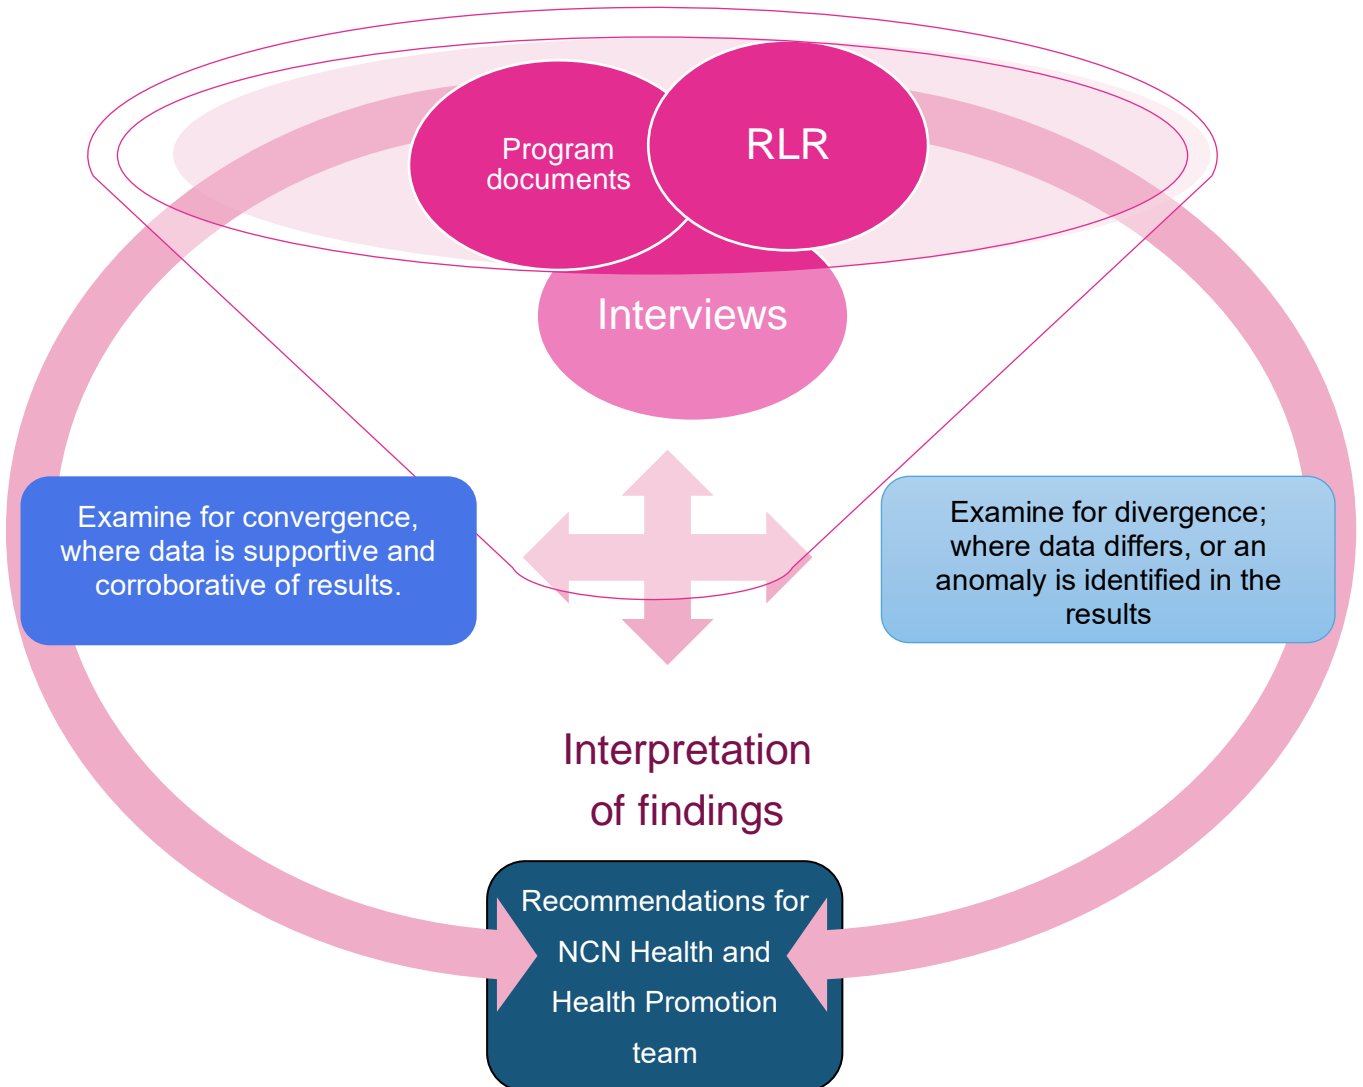 Program
documents
RLR
Interviews
Examine for convergence,
where data is supportive and
corroborative of results.
Examine for divergence;
where data differs, or an
anomaly is identified in the
results
Interpretation
of findings
Recommendations for
NCN Health and
Health Promotion
team